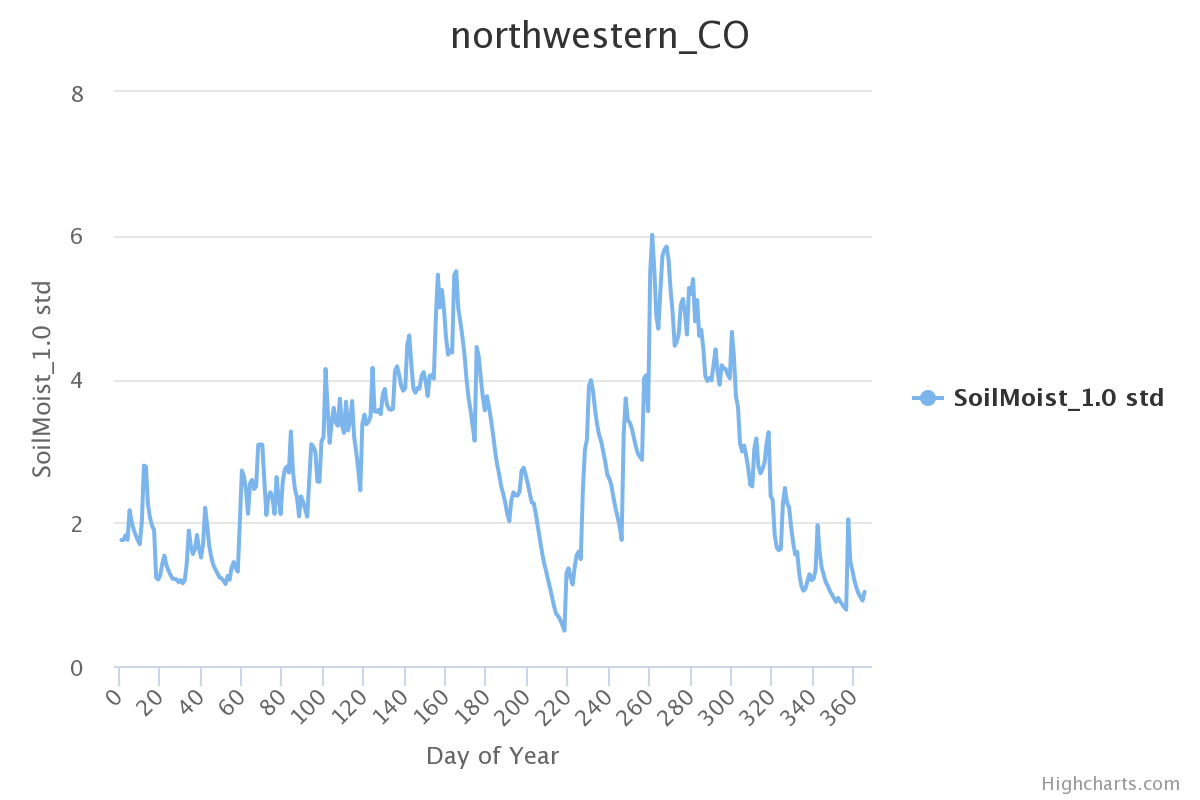 northwestern_CO
8
6
4
2
0
SoilMoist_1.0 std
0 20 40 60 80 100 120 140 160 180 200 220 240 260 280 300 320 340 360
Day of Year
SoilMoist_1.0 std
Highcharts.com